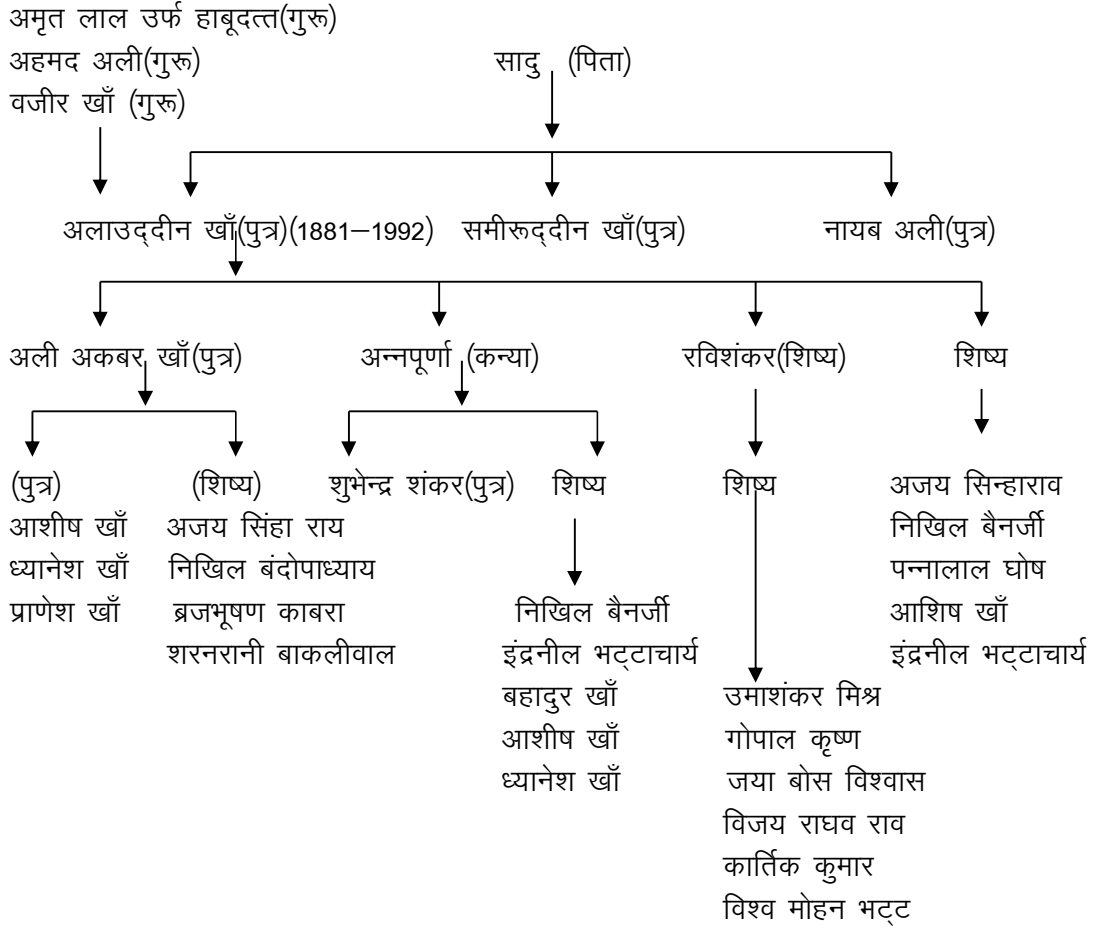 अमृत लाल उर्फ हाबूदत्त(गुरू)
अहमद अली(गुरू)
वजीर खाँ (गुरू)
सादु (पिता)
अलाउद्दीन खाँ(पुत्र)(1881–1992) समीरूद्दीन खाँ(पुत्र) नायब अली(पुत्र)
अली अकबर खाँ(पुत्र) अन्नपूर्णा (कन्या) रविशंकर(शिष्य) शिष्य
(पुत्र)
आशीष खाँ
ध्यानेश खाँ
प्राणेश खाँ
(शिष्य)
अजय सिंहा राय
निखिल बंदोपाध्याय
ब्रजभूषण काबरा
शरनरानी बाकलीवाल
शुभेन्द्र शंकर(पुत्र)
शिष्य
निखिल बैनर्जी
इंद्रनील भट्टाचार्य
बहादुर खाँ
आशीष खाँ
ध्यानेश खाँ
शिष्य
उमाशंकर मिश्र
गोपाल कृष्ण
जया बोस विश्वास
विजय राघव राव
कार्तिक कुमार
विश्व मोहन भट्ट
अजय सिन्हाराव
निखिल बैनर्जी
पन्नालाल घोष
आशिष खाँ
इंद्रनील भट्टाचार्य